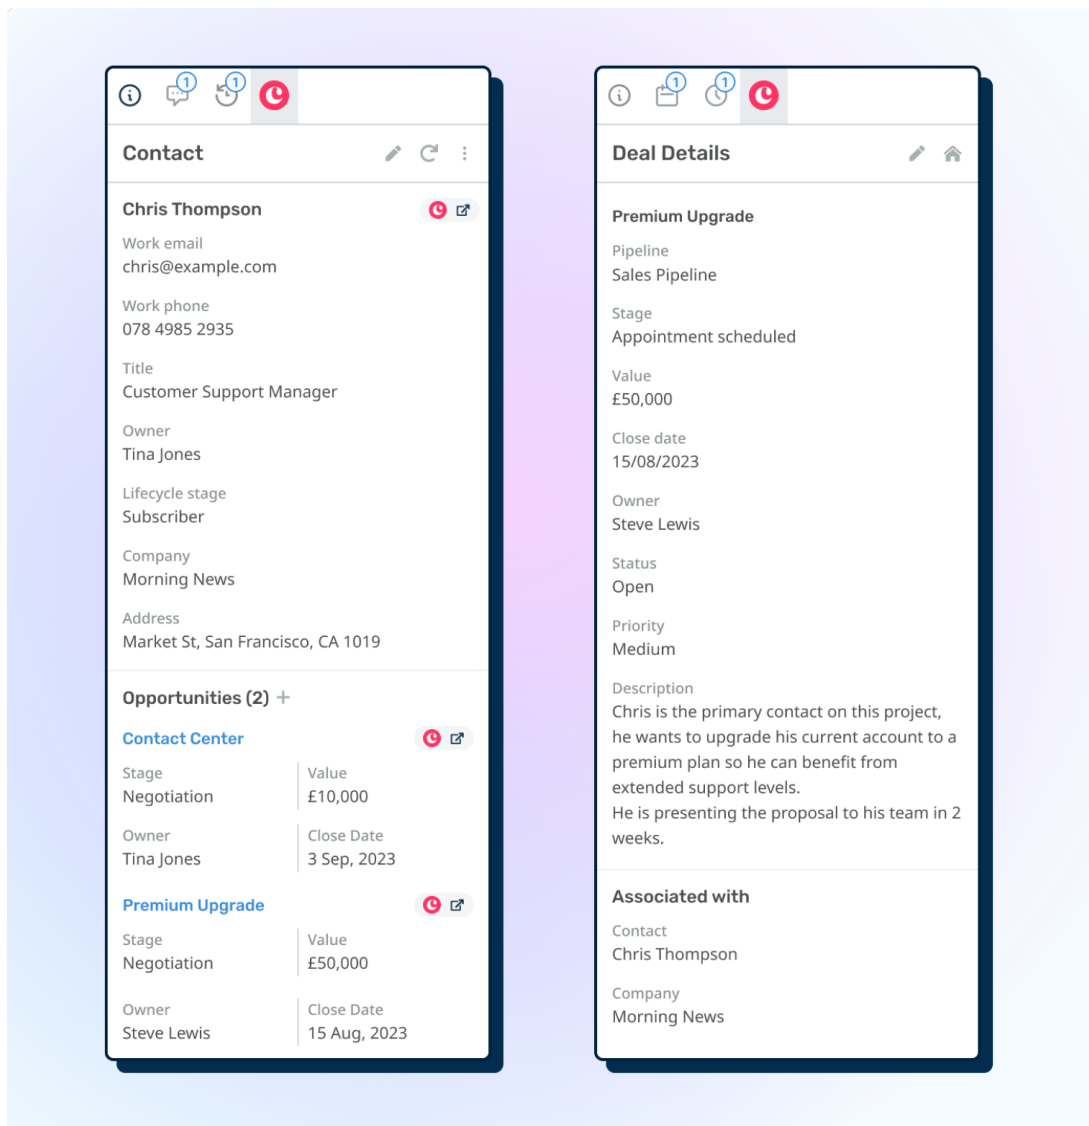 1
1
Contact
Chris Thompson
Work email
chris@example.com
Work phone
078 4985 2935
Title
Customer Support Manager
Owner
Tina Jones
Lifecycle stage
Subscriber
Company
Morning News
Address
Market St, San Francisco, CA 1019
Opportunities (2) +
Contact Center
Stage
Value
Negotiation
£10,000
Owner
Close Date
Tina Jones
3 Sep, 2023
Premium Upgrade
Stage
Value
Negotiation
£50,000
Owner
Close Date
Steve Lewis
15 Aug, 2023
1
1
Deal Details
Premium Upgrade
Pipeline
Sales Pipeline
Stage
Appointment scheduled
Value
£50,000
Close date
15/08/2023
Owner
Steve Lewis
Status
Open
Priority
Medium
Description
Chris is the primary contact on this project,
he wants to upgrade his current account to a
premium plan so he can benefit from
extended support levels.
He is presenting the proposal to his team in 2
weeks.
Associated with
Contact
Chris Thompson
Company
Morning News